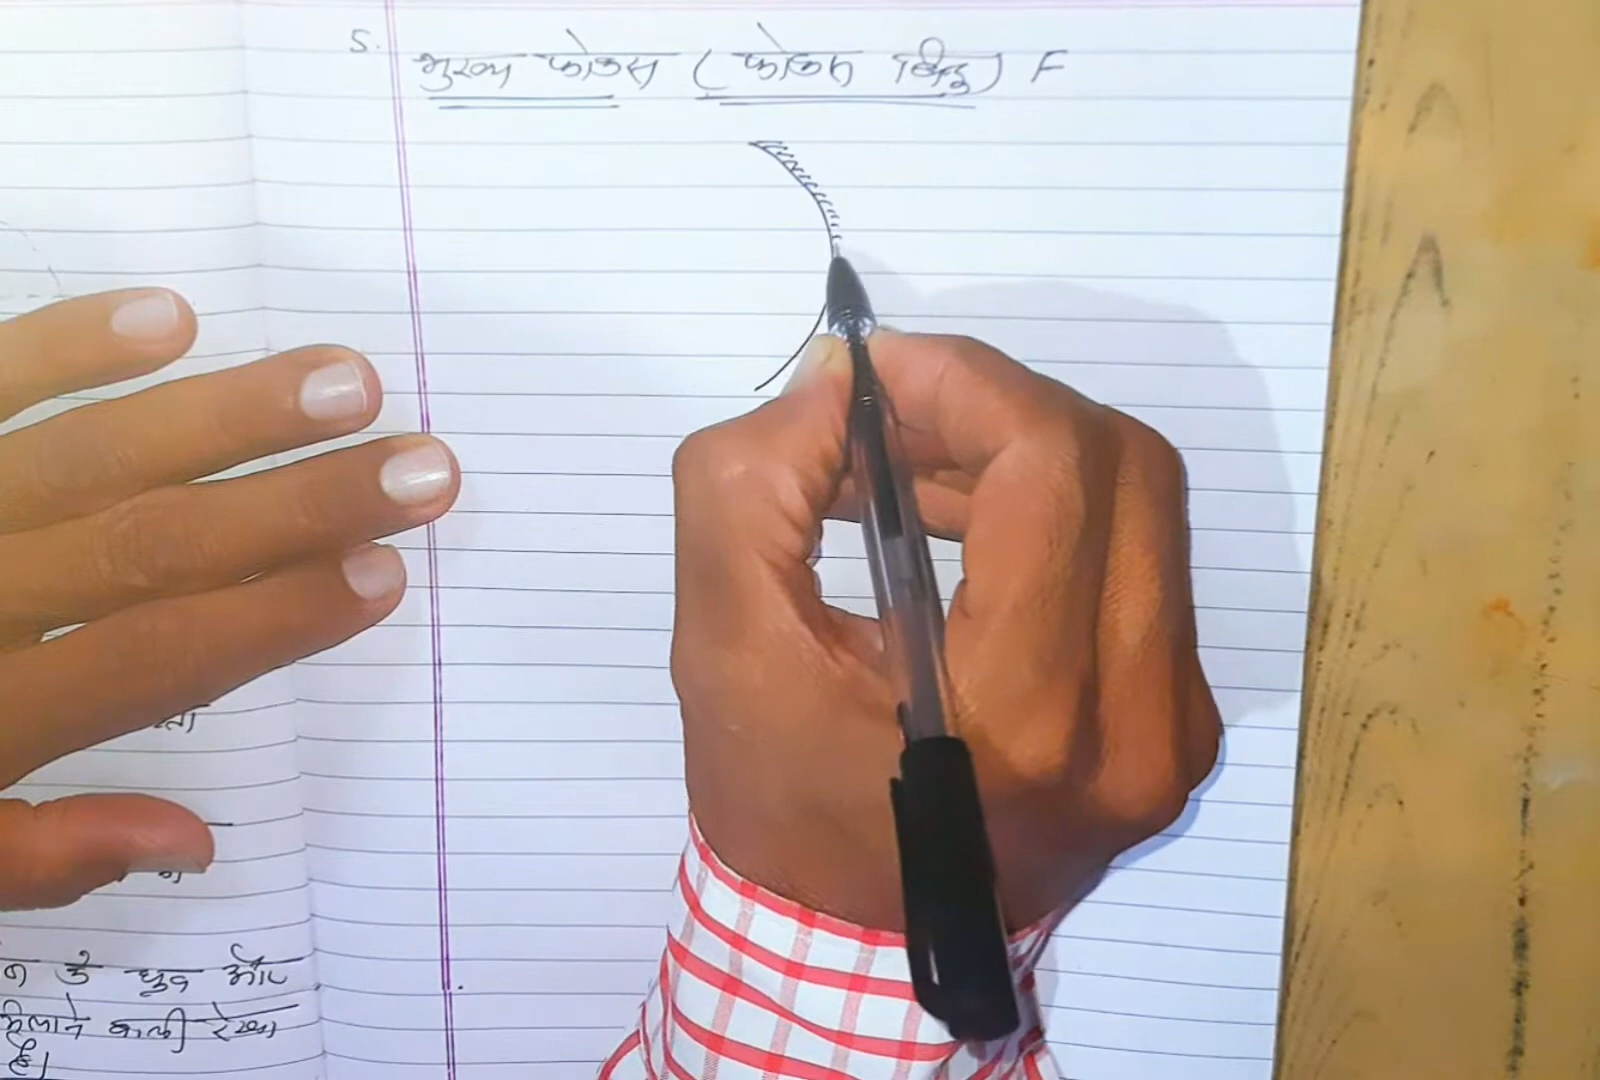 5. मुख्य फोकस (फोकस बिन्दु) F
के ध्रुव और
मिलाने वाली रेखा
है।